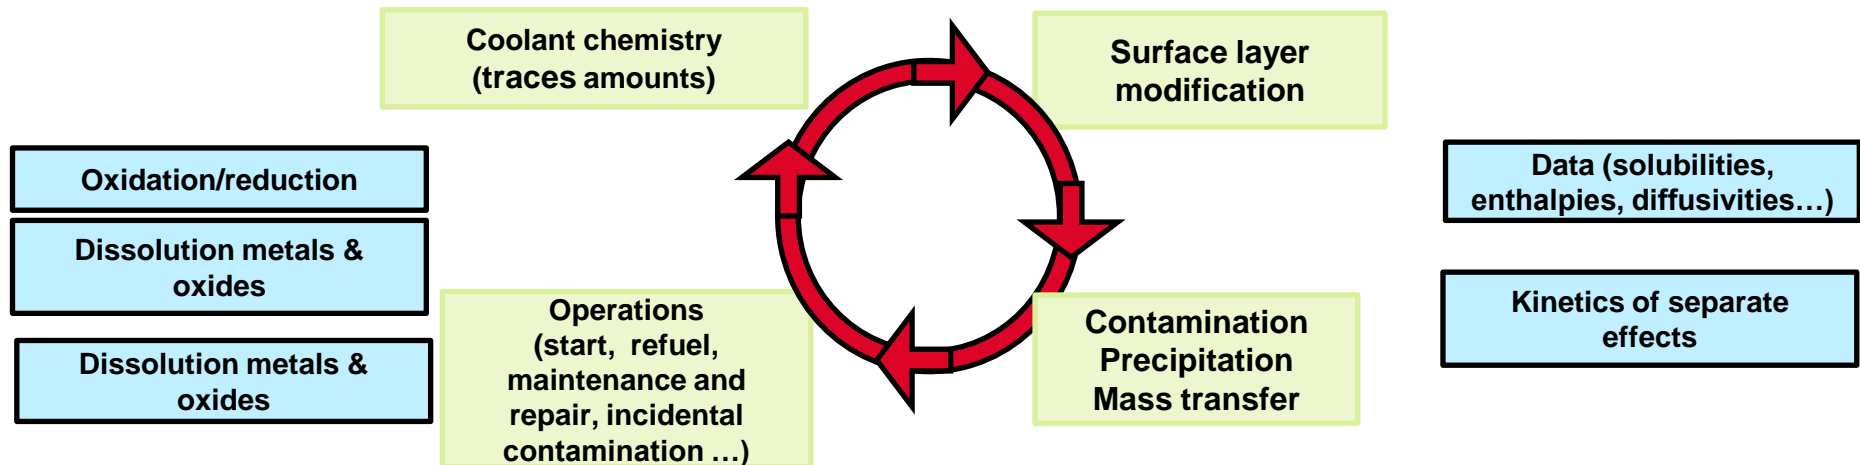 Coolant chemistry
(traces amounts)
Surface layer
modification
Oxidation/reduction
Dissolution metals &
oxides
Dissolution metals &
oxides
Operations
(start, refuel,
maintenance and
repair, incidental
contamination …)
Contamination
Precipitation
Mass transfer
Data (solubilities,
enthalpies, diffusivities…)
Kinetics of separate
effects